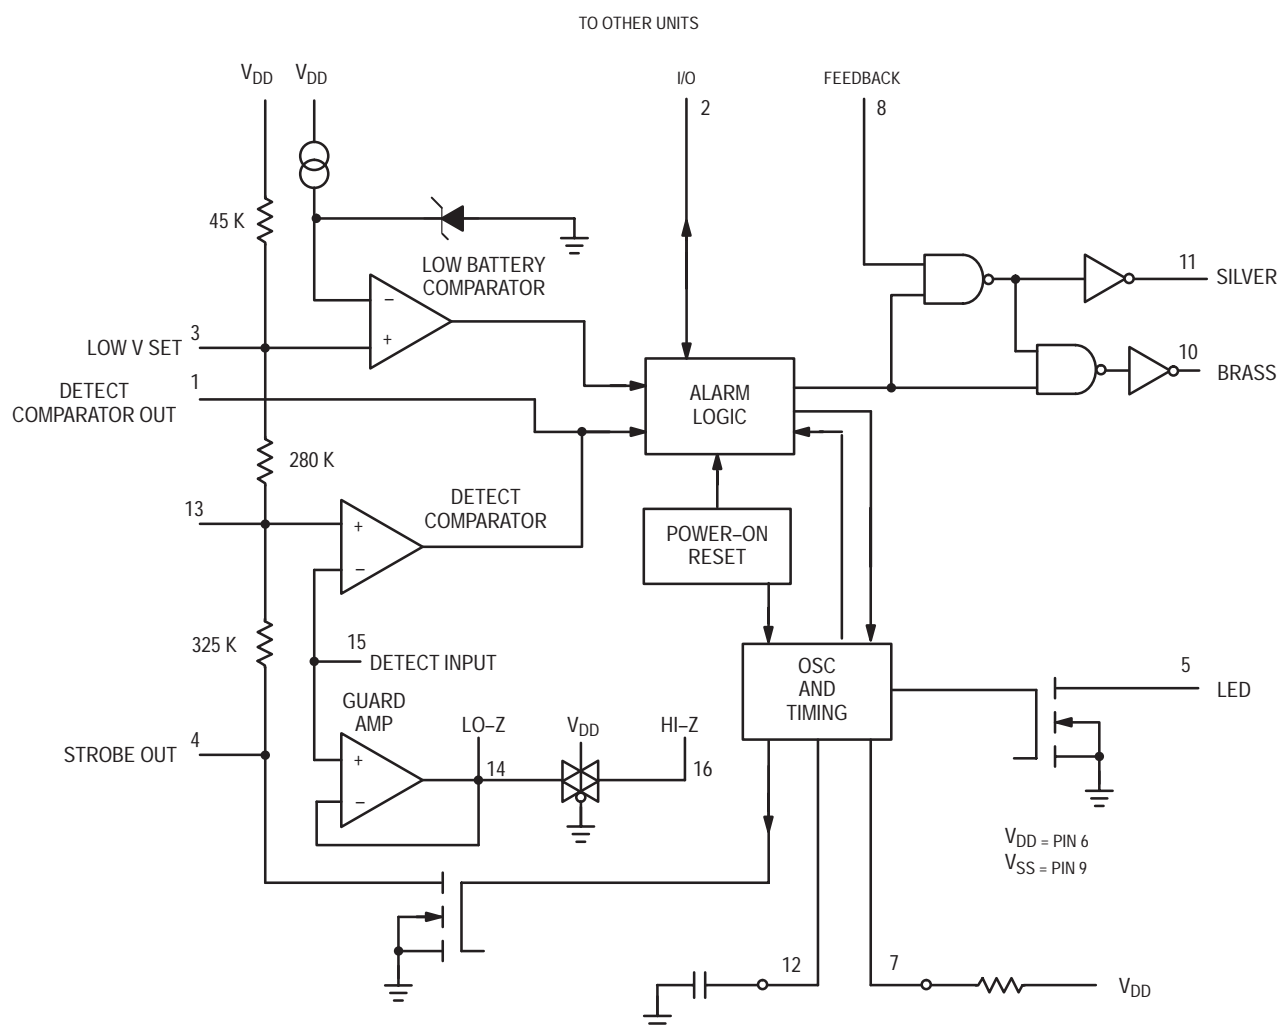 TO OTHER UNITS
VDD VDD
I/O
2
FEEDBACK
8
45 K
LOW BATTERY
COMPARATOR
−
+
LOW V SET 3
DETECT
COMPARATOR OUT
1
280 K
13
DETECT
COMPARATOR
+
−
ALARM
LOGIC
11
SILVER
10
BRASS
POWER–ON
RESET
325 K
15
DETECT INPUT
GUARD
AMP
+
−
LO–Z
14
VDD
HI–Z
16
STROBE OUT 4
OSC
AND
TIMING
5
LED
VDD = PIN 6
VSS = PIN 9
12
7
VDD